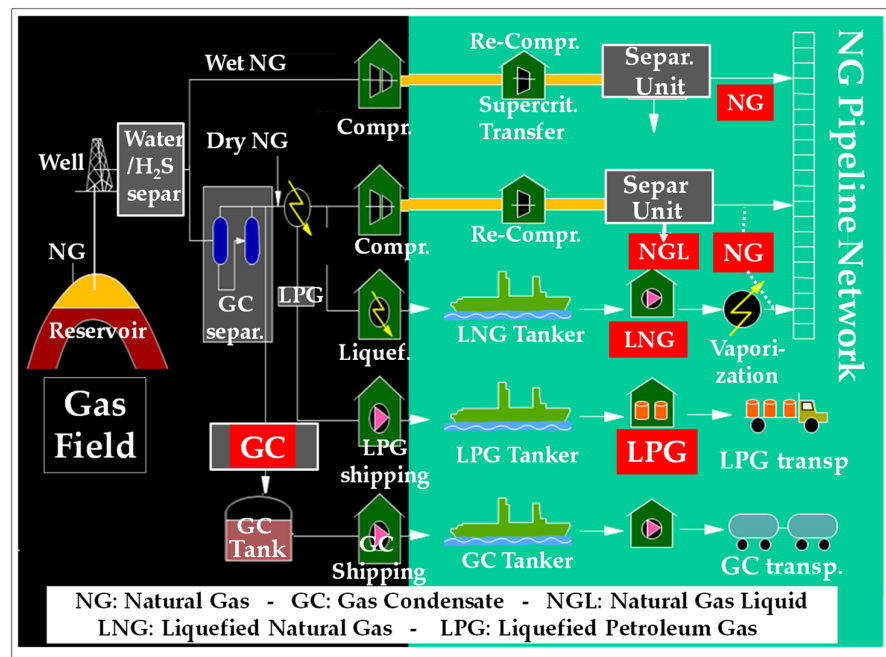 Wet NG
Compr.
Re-Compr.
Supercrit.
Transfer
Separ.
Unit
NG
NG Pipeline Network
Well
Water
/H₂S
separ
Dry NG
Compr.
Re-Compr.
Separ
Unit
NGL
NG
NG
Reservoir
GC
separ.
LPG
Liquef.
LNG Tanker
LNG
Vapori-
zation
Gas
Field
GC
LPG
shipping
LPG Tanker
LPG
LPG transp
GC
Tank
GC
Shipping
GC Tanker
GC transp.
NG: Natural Gas - GC: Gas Condensate - NGL: Natural Gas Liquid
LNG: Liquefied Natural Gas - LPG: Liquefied Petroleum Gas